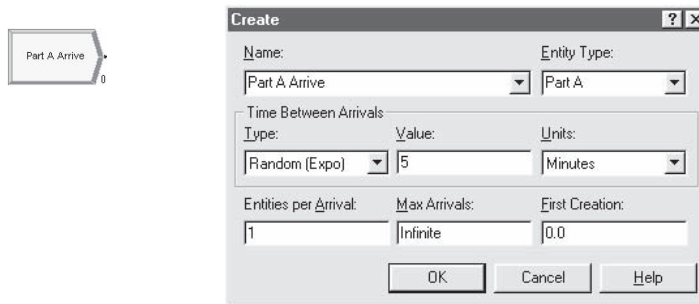 Part A Arrive
0
Create
Name: Entity Type:
Part A Arrive Part A
Time Between Arrivals
Type: Value: Units:
Random (Expo) 5 Minutes
Entities per Arrival: Max Arrivals: First Creation:
1 Infinite 0.0
OK Cancel Help